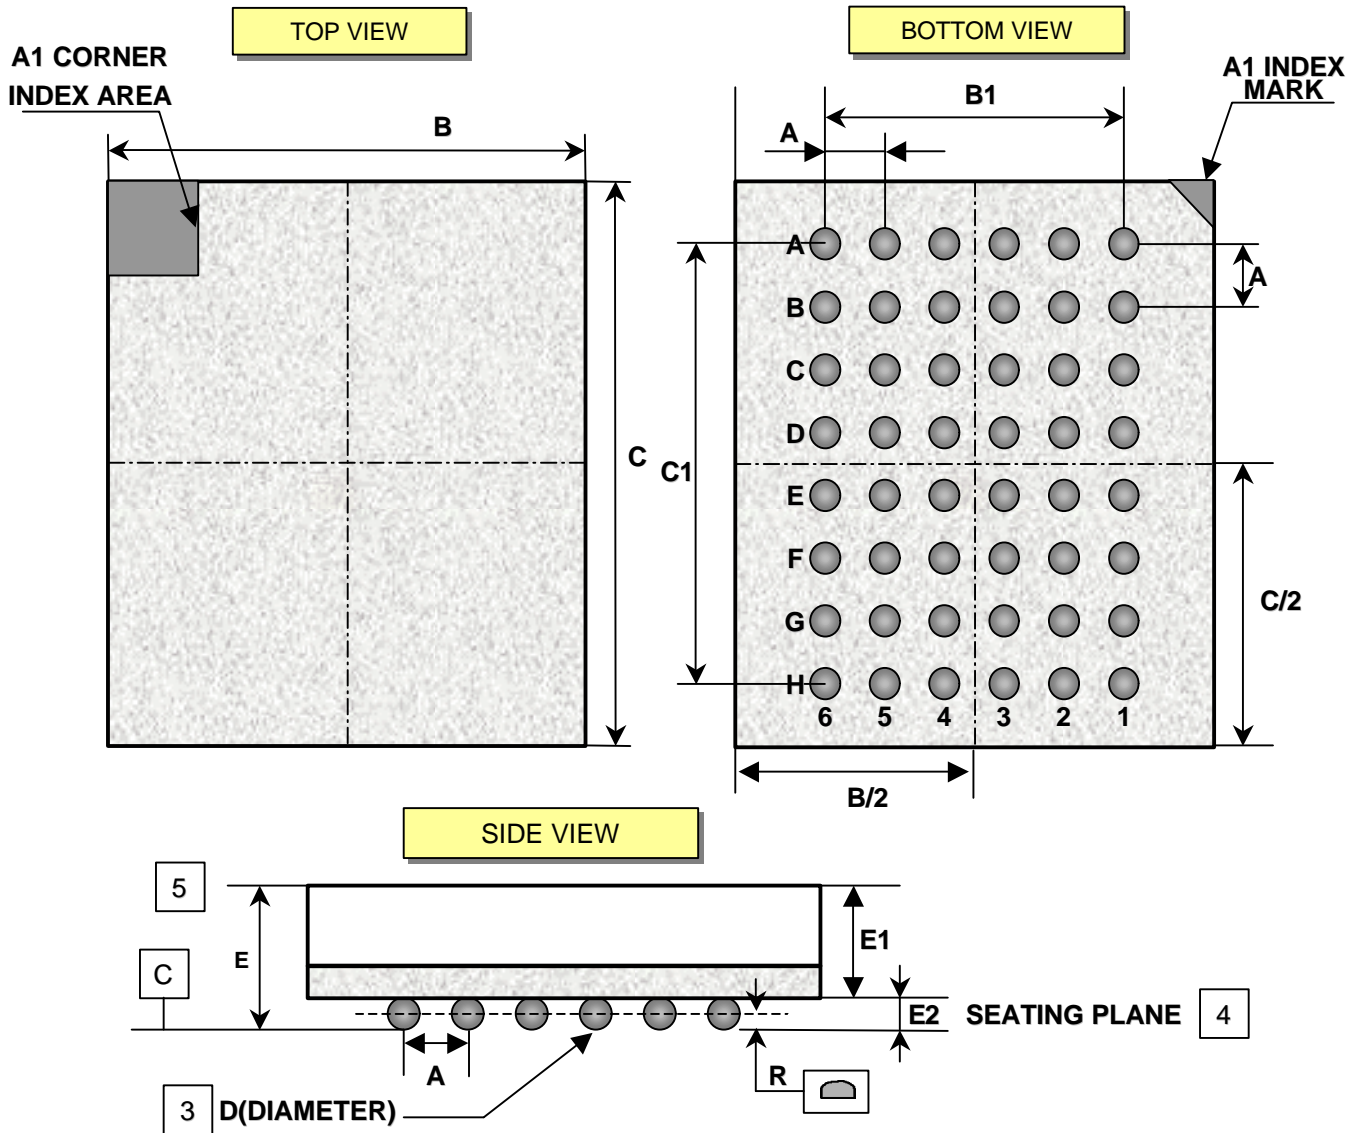 TOP VIEW
BOTTOM VIEW
A1 CORNER
INDEX AREA
B
A1 INDEX
MARK
B1
A
A
A
B
C
D
E
F
G
H
6 5 4 3 2 1
C
C1
C/2
B/2
SIDE VIEW
5
E
E1
C
E2 SEATING PLANE 4
A
R
3 D(DIAMETER)